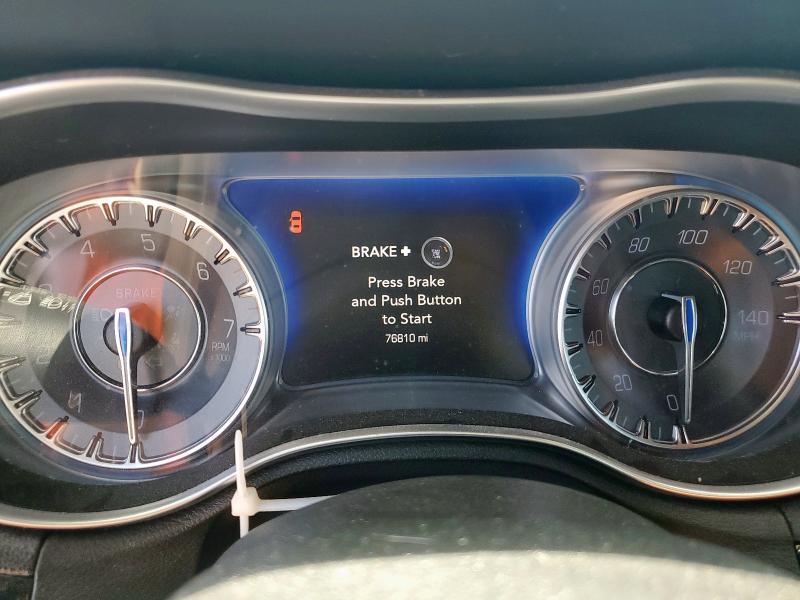 BRAKE +
Press Brake
and Push Button
to Start
76810 mi
4
5
6
7
RPM
x1000
0
BRAKE
0
20
40
60
80
100
120
140
MPH